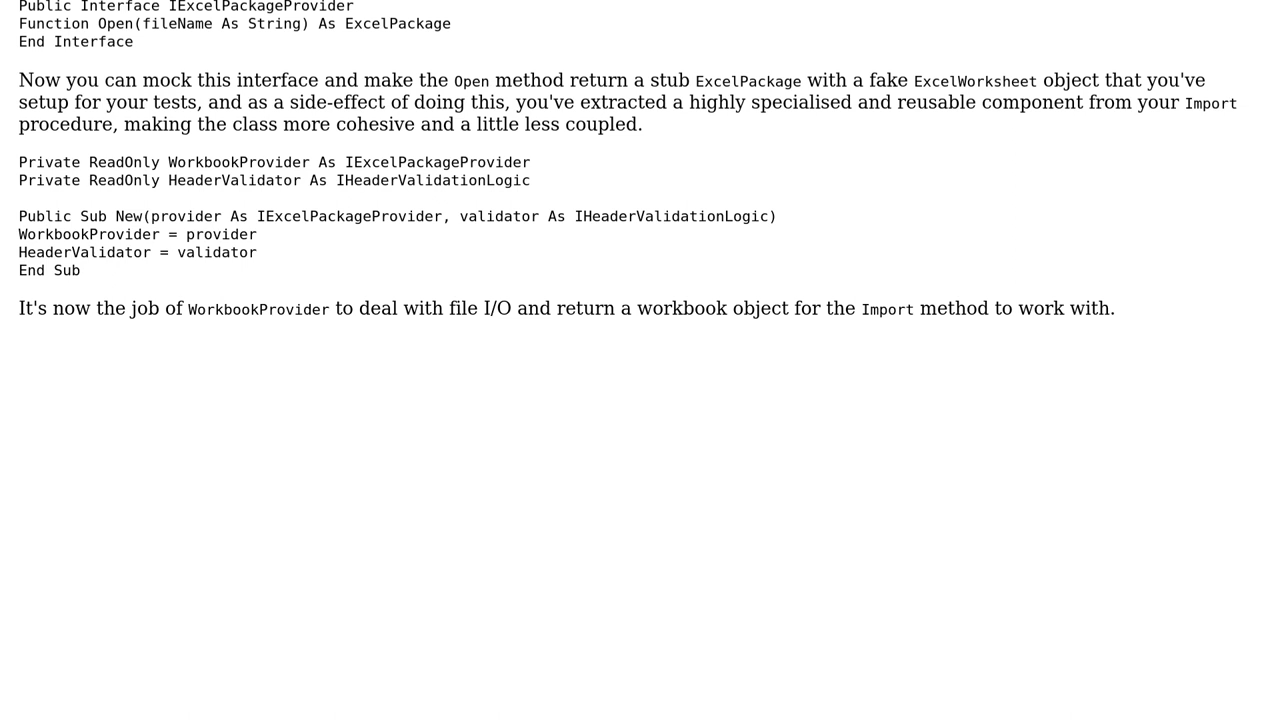 Public Interface IExcelPackageProvider
Function Open(fileName As String) As ExcelPackage
End Interface
Now you can mock this interface and make the Open method return a stub ExcelPackage with a fake ExcelWorksheet object that you've
setup for your tests, and as a side-effect of doing this, you've extracted a highly specialised and reusable component from your Import
procedure, making the class more cohesive and a little less coupled.
Private ReadOnly WorkbookProvider As IExcelPackageProvider
Private ReadOnly HeaderValidator As IHeaderValidationLogic
Public Sub New(provider As IExcelPackageProvider, validator As IHeaderValidationLogic)
WorkbookProvider = provider
HeaderValidator = validator
End Sub
It's now the job of WorkbookProvider to deal with file I/O and return a workbook object for the Import method to work with.